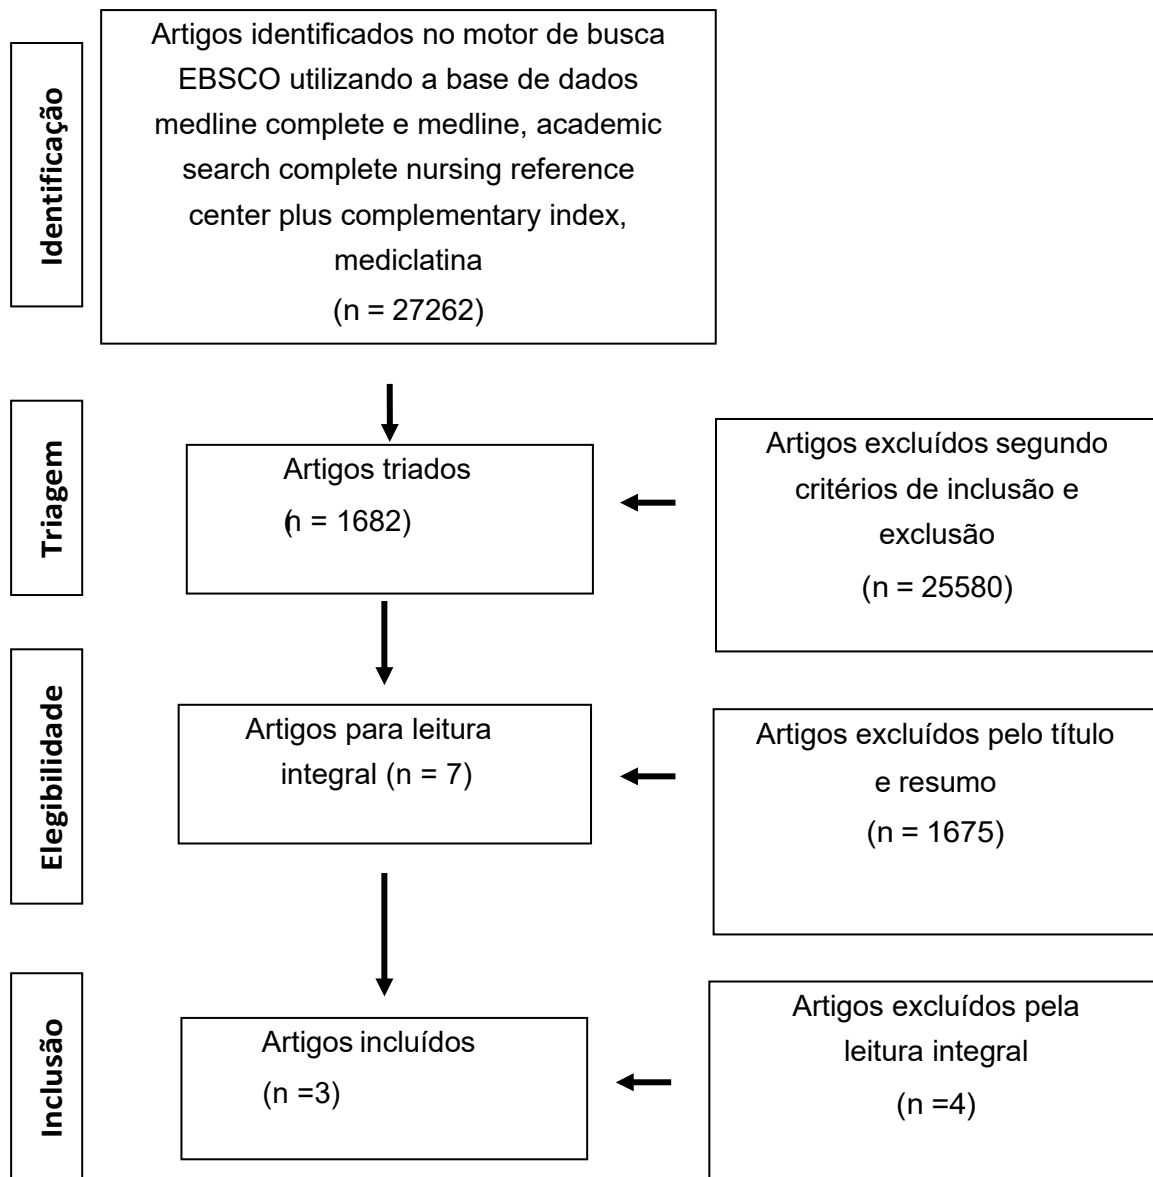 Identificação
Artigos identificados no motor de busca
EBSCO utilizando a base de dados
medline complete e medline, academic
search complete nursing reference
center plus complementary index,
mediclatina
(n = 27262)
Triagem
Artigos triados
(n = 1682)
Artigos excluídos segundo
critérios de inclusão e
exclusão
(n = 25580)
Elegibilidade
Artigos para leitura
integral (n = 7)
Artigos excluídos pelo título
e resumo
(n = 1675)
Inclusão
Artigos incluídos
(n =3)
Artigos excluídos pela
leitura integral
(n =4)